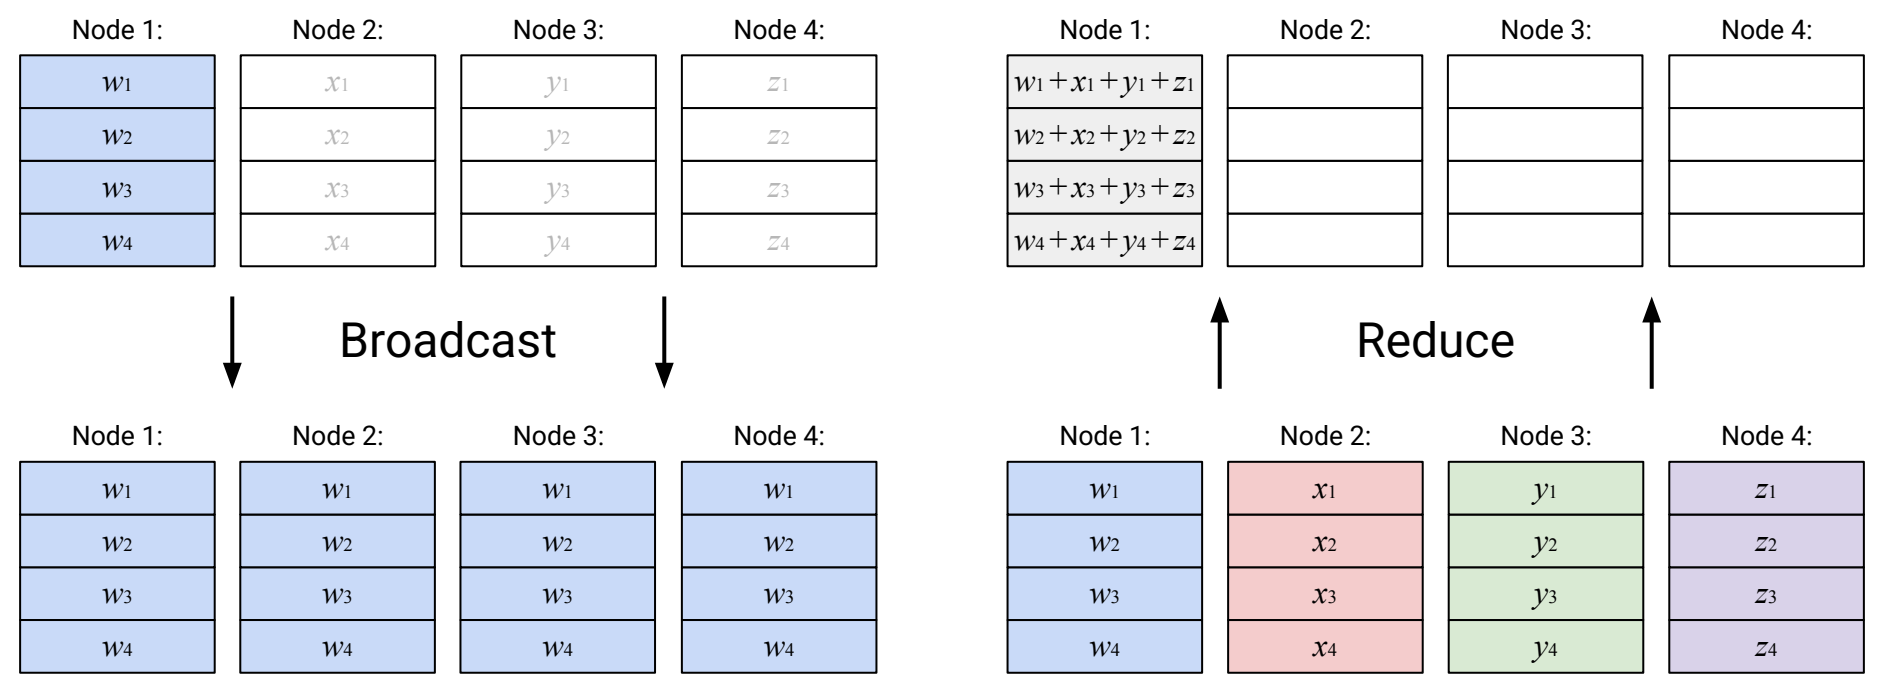 Node 1: Node 2: Node 3: Node 4:
w1 x1 y1 z1
w2 x2 y2 z2
w3 x3 y3 z3
w4 x4 y4 z4
Broadcast
Node 1: Node 2: Node 3: Node 4:
w1 w1 w1 w1
w2 w2 w2 w2
w3 w3 w3 w3
w4 w4 w4 w4
Node 1: Node 2: Node 3: Node 4:
w1+x1+y1+z1
w2+x2+y2+z2
w3+x3+y3+z3
w4+x4+y4+z4
Reduce
Node 1: Node 2: Node 3: Node 4:
w1 x1 y1 z1
w2 x2 y2 z2
w3 x3 y3 z3
w4 x4 y4 z4